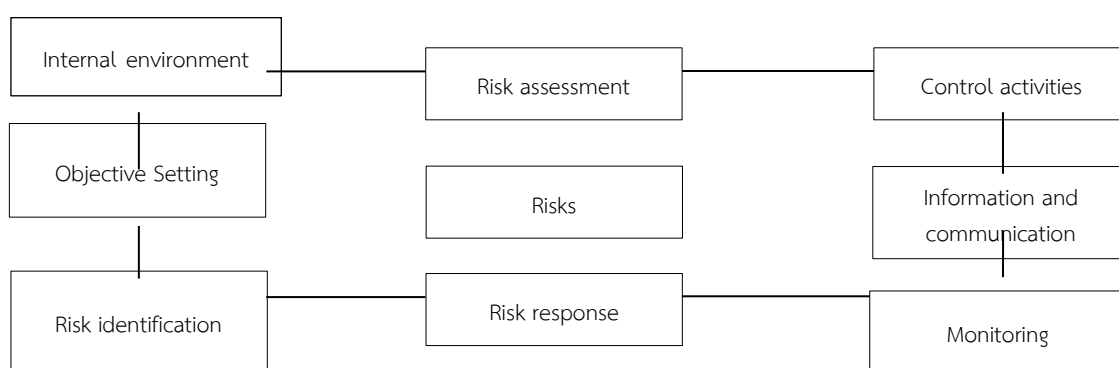 Internal environment
Risk assessment
Control activities
Objective Setting
Risks
Information and
communication
Risk identification
Risk response
Monitoring